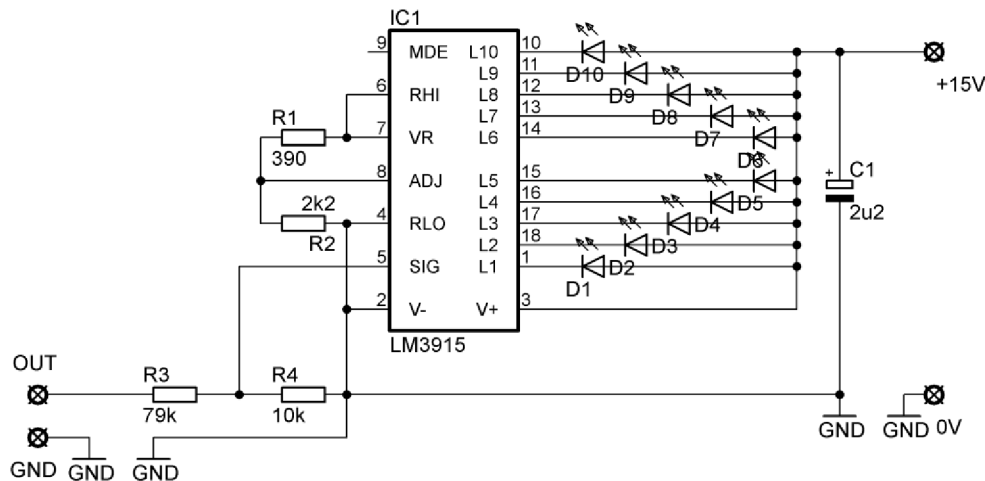 IC1
9 MDE L10 10 D10
L9 11 D9
+15V
6 RHI L8 12 D8
R1
L7 13 D7
7 VR L6 14 D6
390
8 ADJ L5 15 D5
C1
+
2k2 L4 16 D4
2u2
4 RLO L3 17 D3
R2
L2 18 D2
5 SIG L1 1 D1
2 V- V+ 3
LM3915
OUT
R3 R4
79k 10k
GND GND 0V
GND GND GND